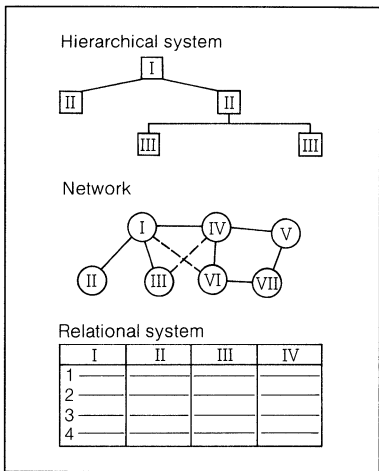 Hierarchical system
I
II II
III III
Network
I IV V
II III VI VII
Relational system
I II III IV
1
2
3
4